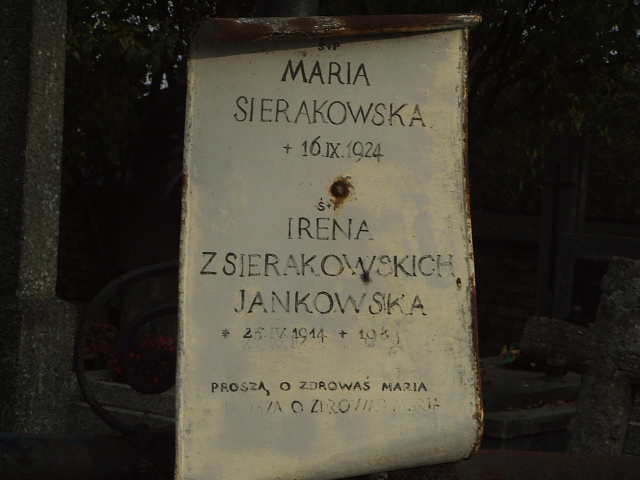 Ś+P
MARIA
SIERAKOWSKA
+ 16.IX.1924
Ś+P
IRENA
Z SIERAKOWSKICH
JANKOWSKA
* 1914 +
PROSZĄ O ZDROWAŚ MARIA
O